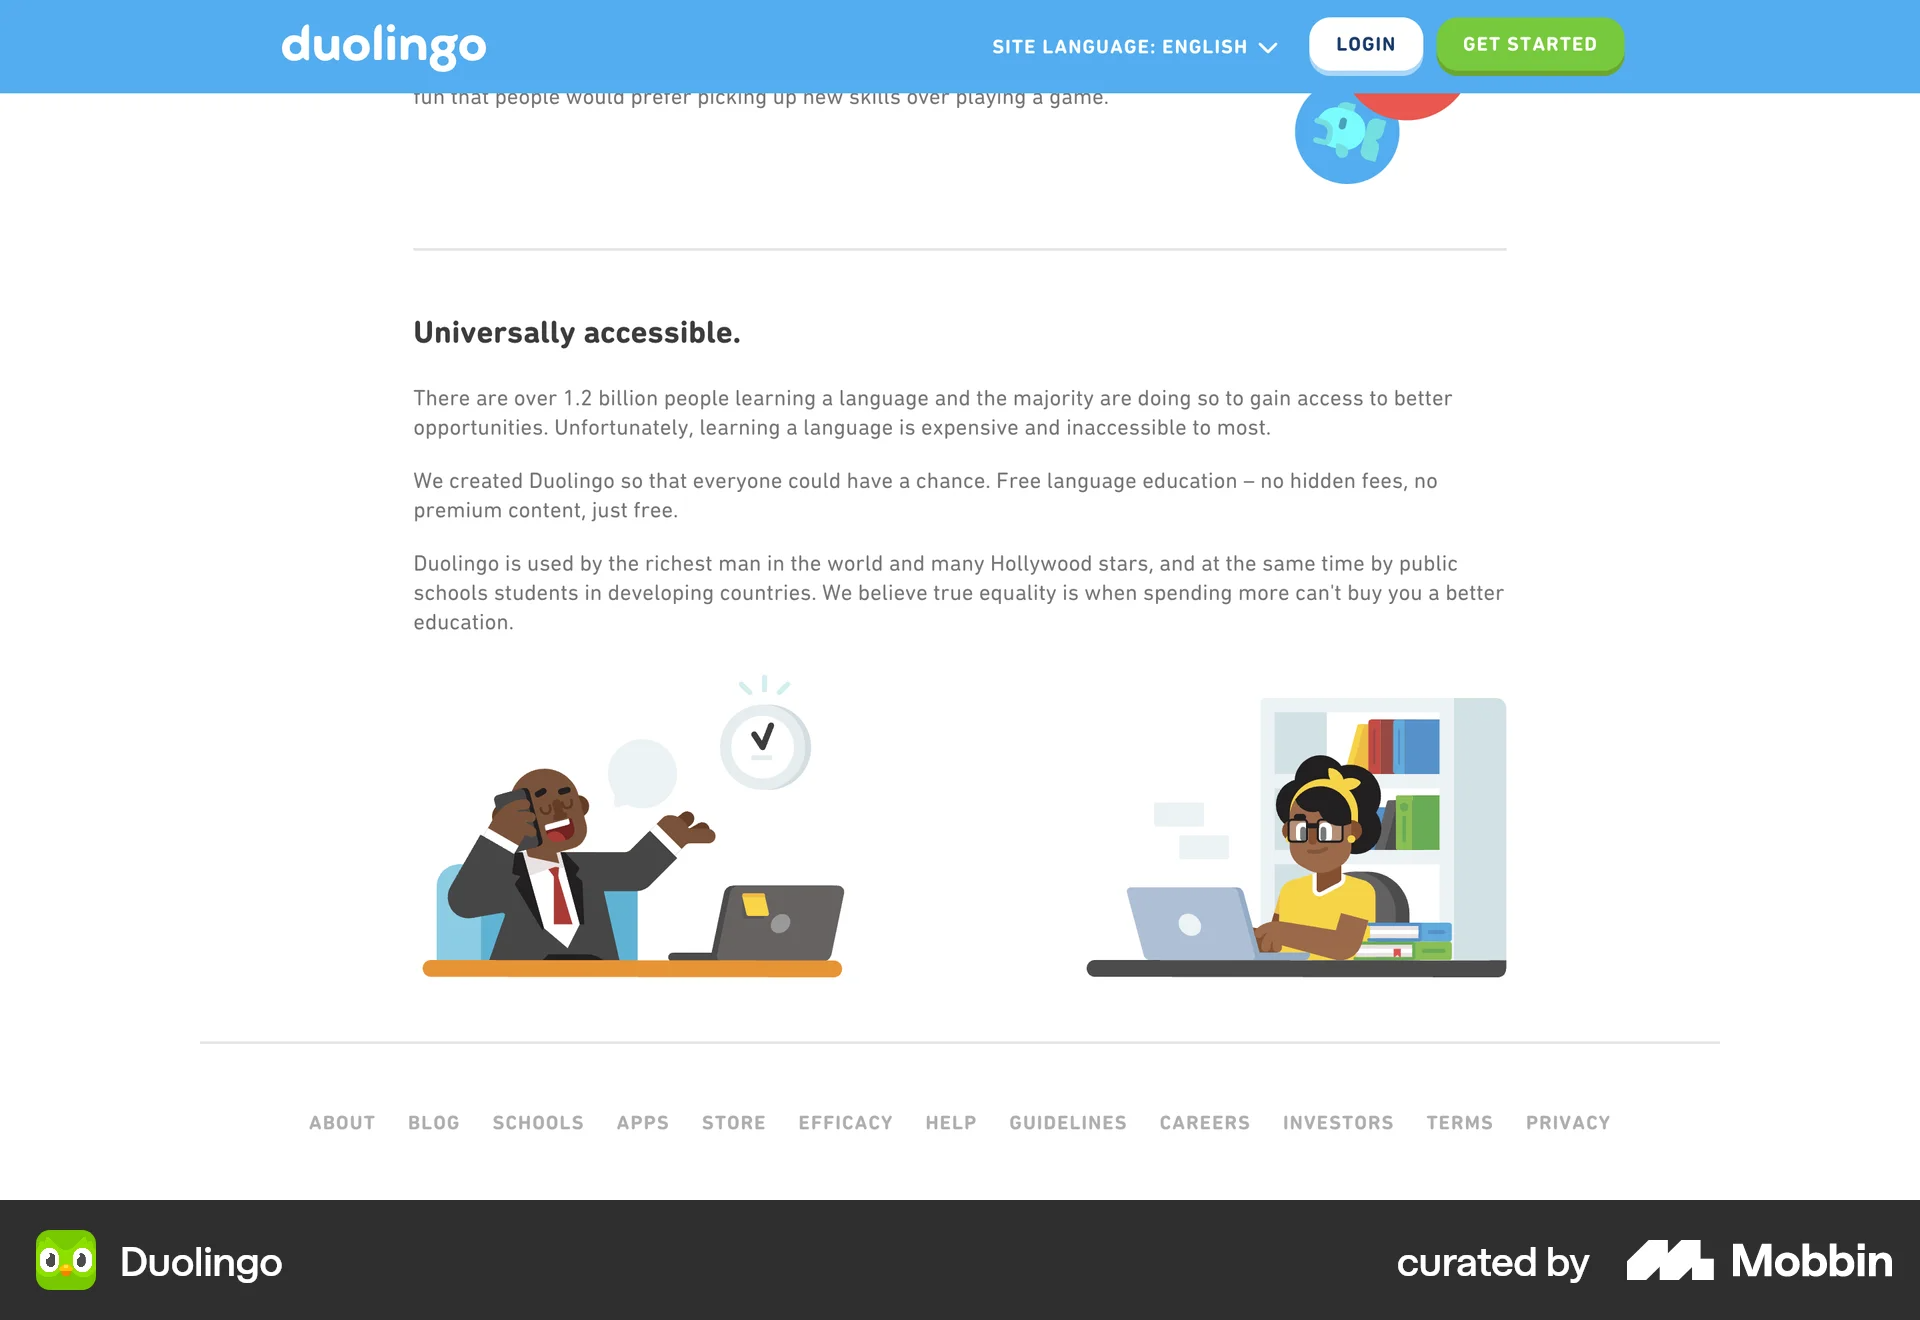 duolingo
SITE LANGUAGE: ENGLISH
LOGIN
GET STARTED
fun that people would prefer picking up new skills over playing a game.
Universally accessible.
There are over 1.2 billion people learning a language and the majority are doing so to gain access to better
opportunities. Unfortunately, learning a language is expensive and inaccessible to most.
We created Duolingo so that everyone could have a chance. Free language education – no hidden fees, no
premium content, just free.
Duolingo is used by the richest man in the world and many Hollywood stars, and at the same time by public
schools students in developing countries. We believe true equality is when spending more can't buy you a better
education.
ABOUT BLOG SCHOOLS APPS STORE EFFICACY HELP GUIDELINES CAREERS INVESTORS TERMS PRIVACY
Duolingo
curated by Mobbin